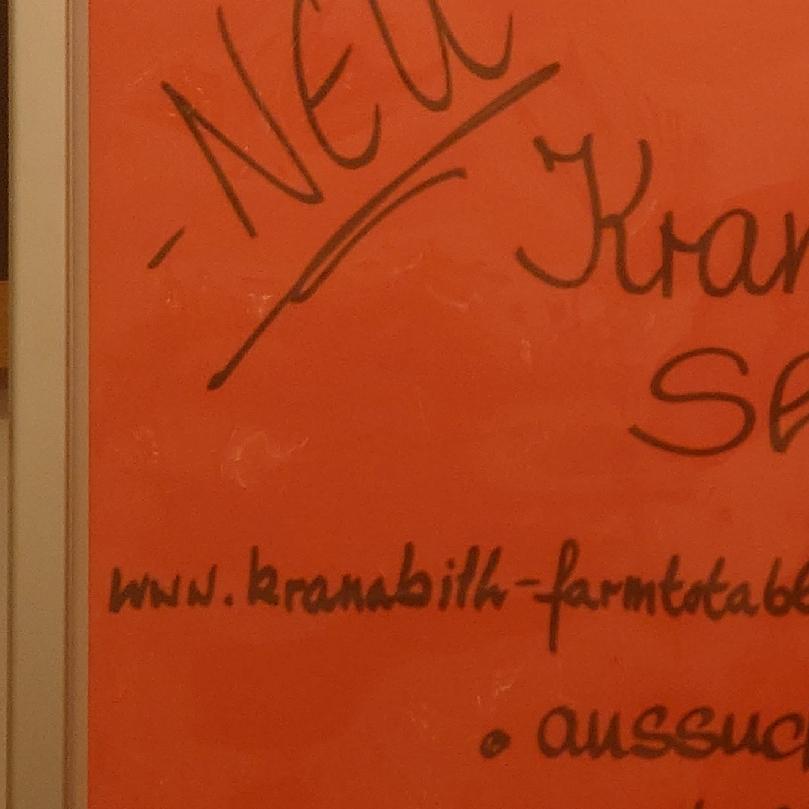 -NEU
Kran
SE
www.kranabith-farmtotabl
• aussuc